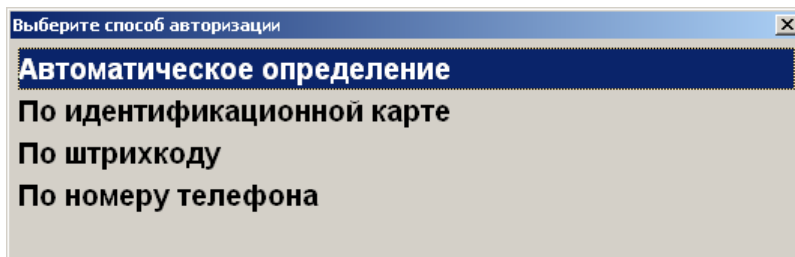 Выберите способ авторизации
Автоматическое определение
По идентификационной карте
По штрихкоду
По номеру телефона